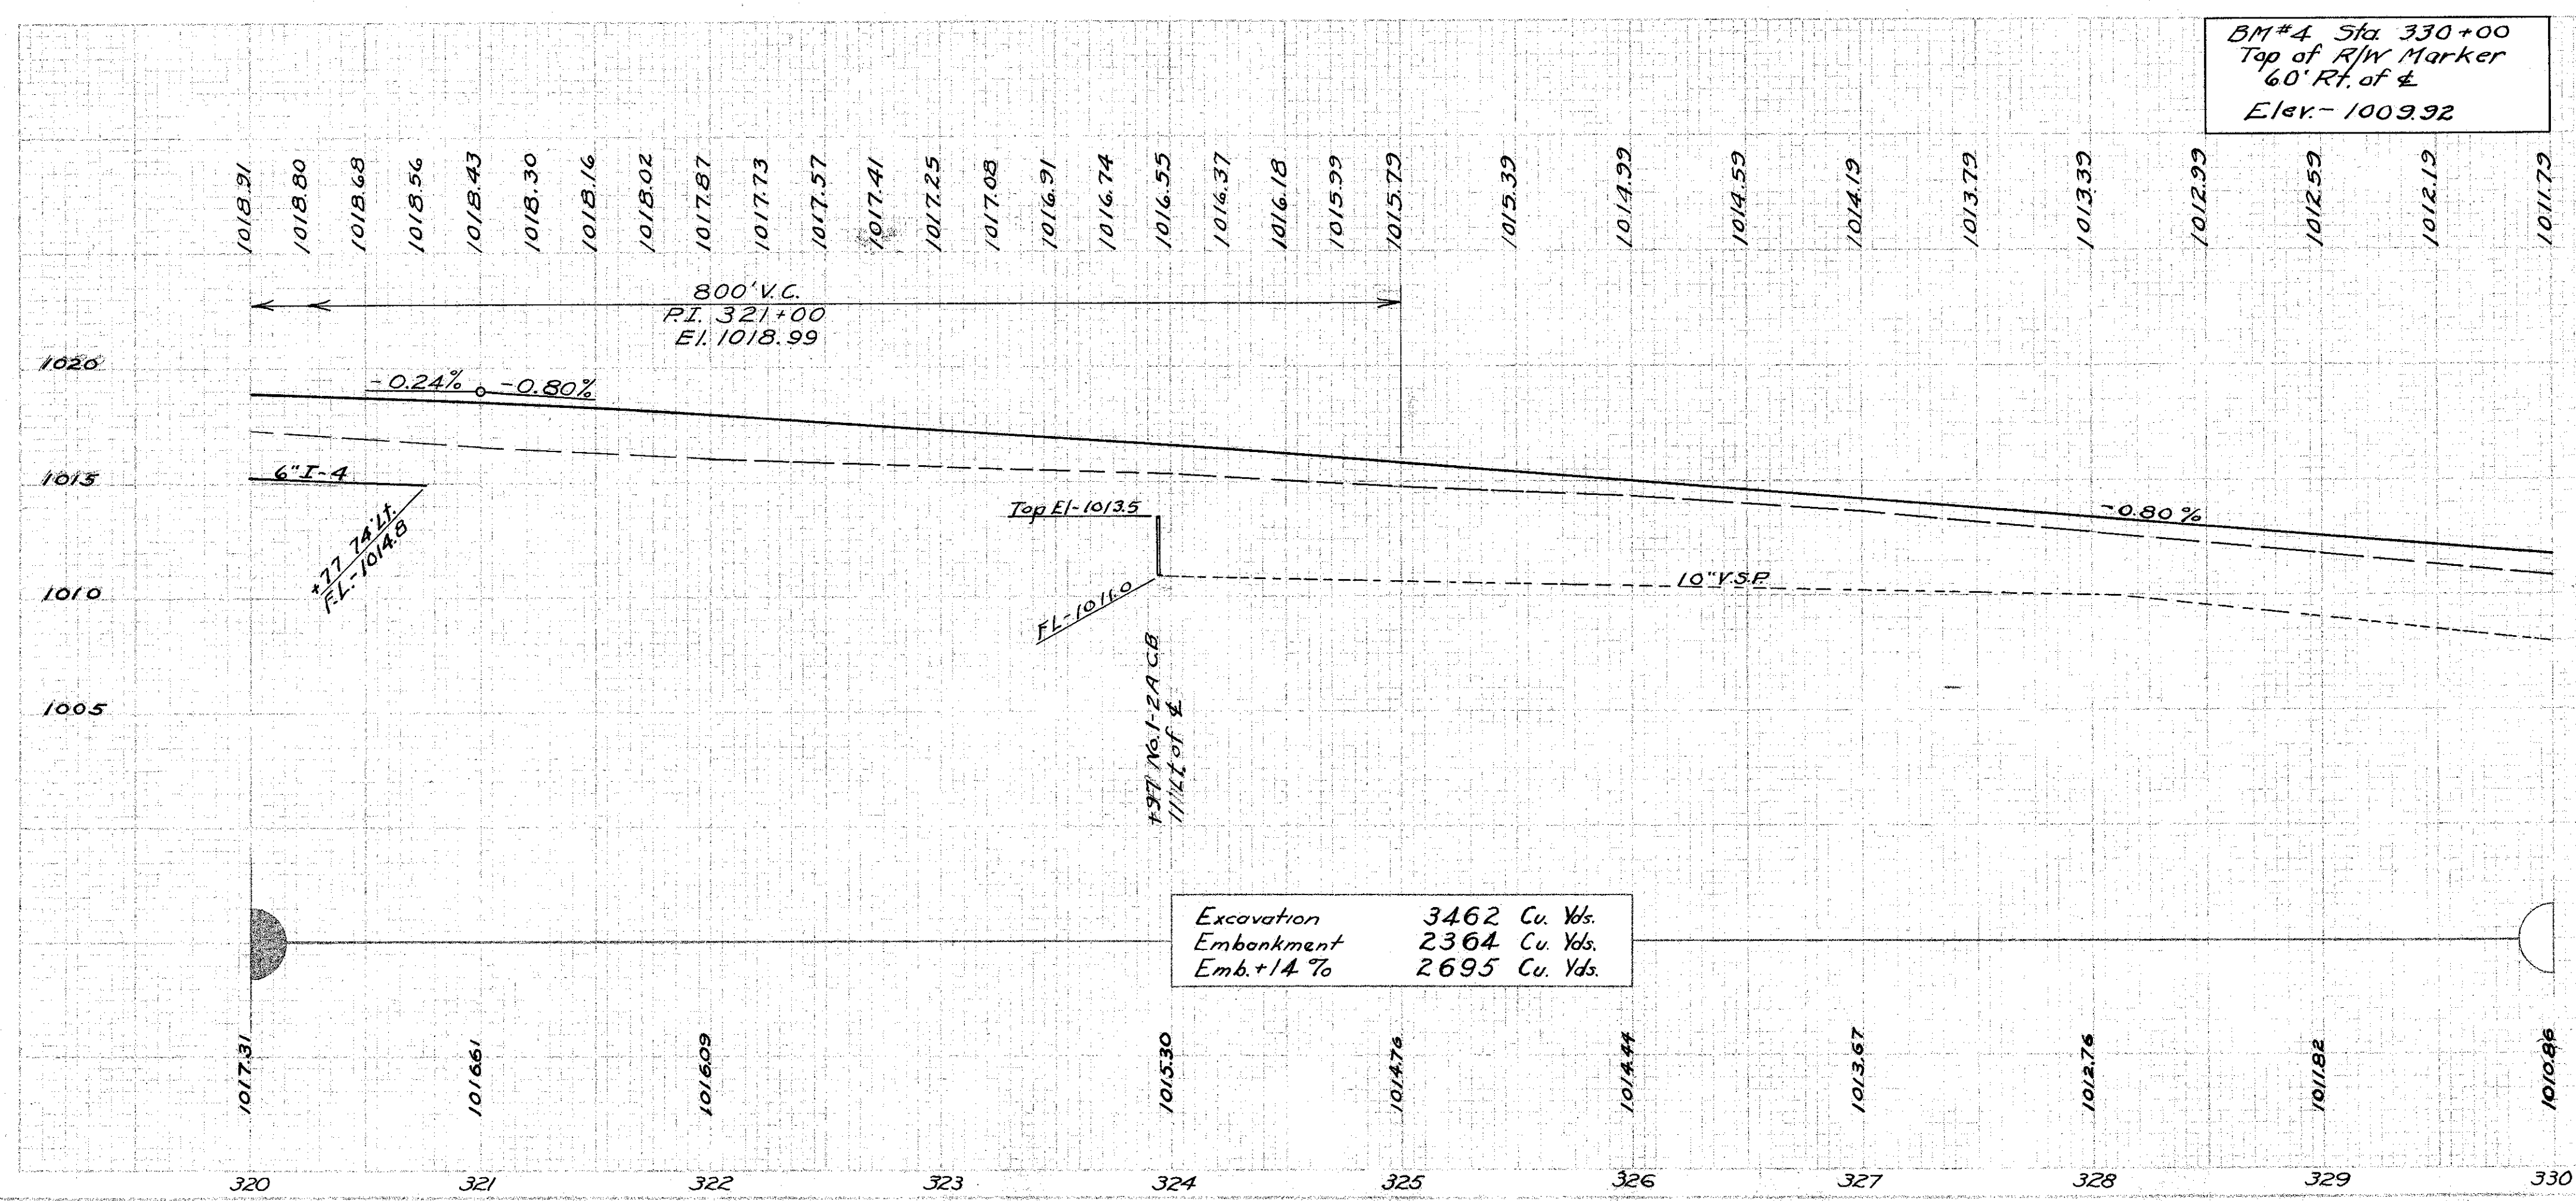 BM#4 Sta. 330+00
Top of R/W Marker
60' Rt. of ℄
Elev.- 1009.92
1018.91
1018.80
1018.68
1018.56
1018.43
1018.30
1018.16
1018.02
1017.87
1017.73
1017.57
1017.41
1017.25
1017.08
1016.91
1016.74
1016.55
1016.37
1016.18
1015.99
1015.79
1015.39
1014.99
1014.59
1014.19
1013.79
1013.39
1012.99
1012.59
1012.19
1011.79
800' V.C.
P.I. 321+00
El. 1018.99
1020
-0.24% -0.80%
1015
6" I-4
+77 74' Lt.
F.L.-1014.8
Top El-1013.5
-0.80%
1010
FL-1011.0
10" V.S.P.
1005
+97 No.1-2A C.B.
11' Lt. of ℄
Excavation 3462 Cu. Yds.
Embankment 2364 Cu. Yds.
Emb.+14% 2695 Cu. Yds.
1017.31
1016.61
1016.09
1015.30
1014.76
1014.44
1013.67
1012.76
1011.82
1010.86
320 321 322 323 324 325 326 327 328 329 330